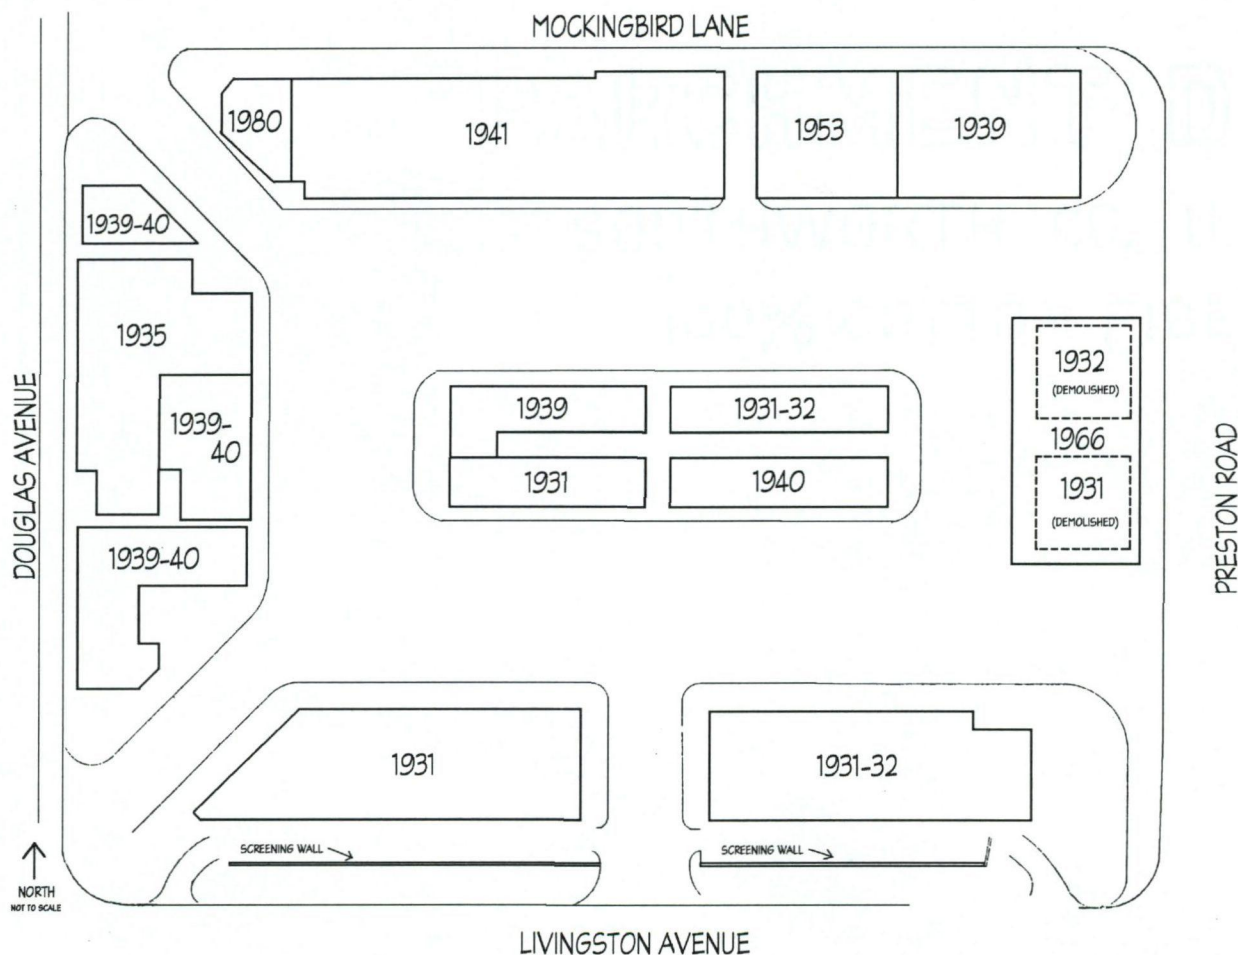 MOCKINGBIRD LANE
1980
1941
1953
1939
1939-40
1935
1939-
40
1939-40
1939
1931-32
1931
1940
1932
(DEMOLISHED)
1966
1931
(DEMOLISHED)
DOUGLAS AVENUE
PRESTON ROAD
1931
1931-32
SCREENING WALL
SCREENING WALL
NORTH
NOT TO SCALE
LIVINGSTON AVENUE